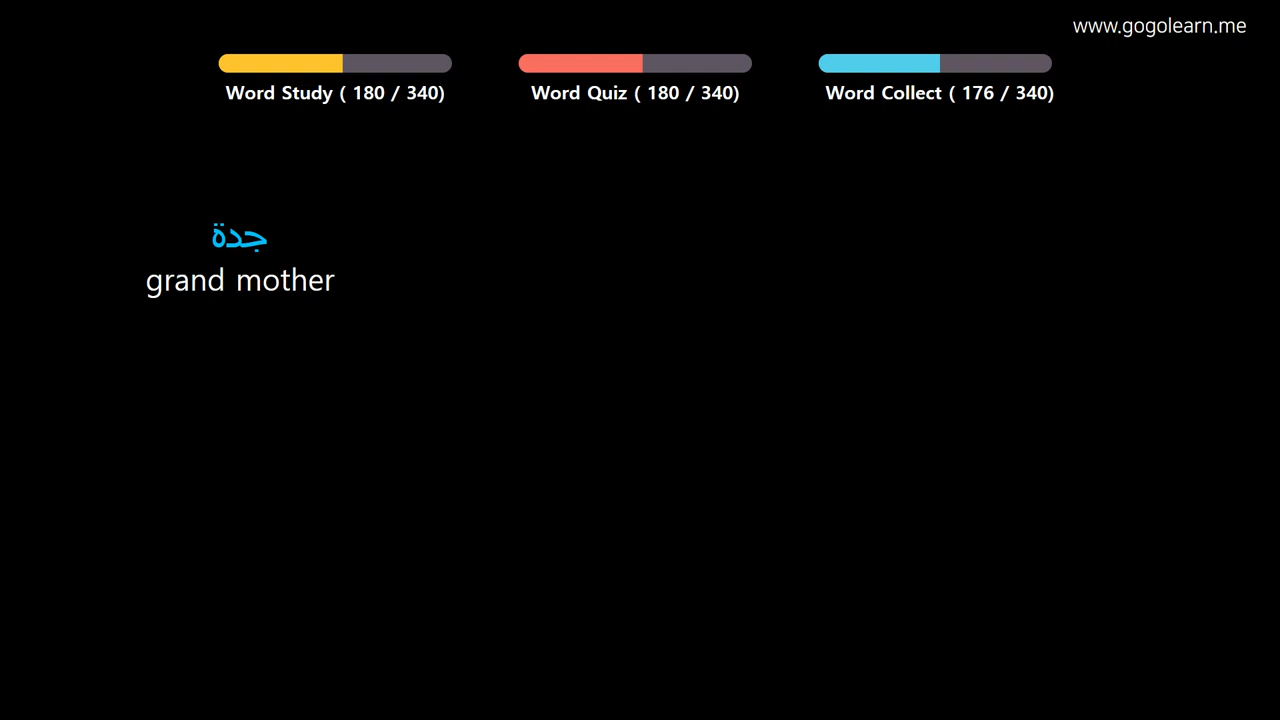 www.gogolearn.me
Word Study ( 180 / 340)
Word Quiz ( 180 / 340)
Word Collect ( 176 / 340)
جدة
grand mother